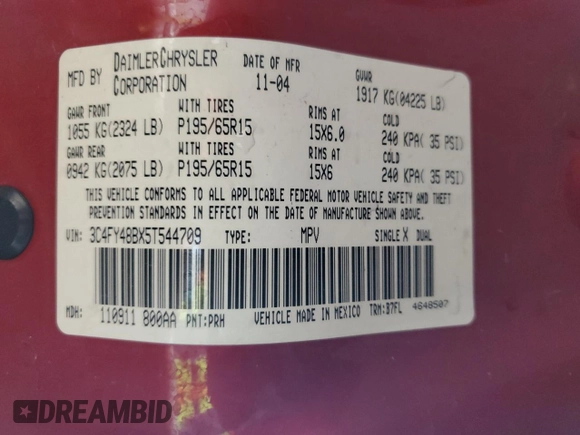 MFD BY DAIMLERCHRYSLER CORPORATION
DATE OF MFR 11-04
GVWR 1917 KG(04225 LB)
GAWR FRONT WITH TIRES RIMS AT COLD
1055 KG(2324 LB) P195/65R15 15X6.0 240 KPA( 35 PSI)
GAWR REAR WITH TIRES RIMS AT COLD
0942 KG(2075 LB) P195/65R15 15X6 240 KPA( 35 PSI)
THIS VEHICLE CONFORMS TO ALL APPLICABLE FEDERAL MOTOR VEHICLE SAFETY AND THEFT
PREVENTION STANDARDS IN EFFECT ON THE DATE OF MANUFACTURE SHOWN ABOVE.
VIN: 3C4FY48BX5T544709 TYPE: MPV SINGLE X DUAL
MDH: 110911 800AA PNT:PRH VEHICLE MADE IN MEXICO TRM:B7FL 4648507
DREAMBID